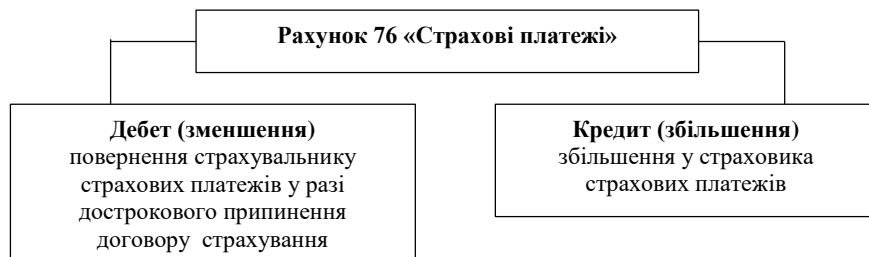 Рахунок 76 «Страхові платежі»
Дебет (зменшення)
повернення страхувальнику
страхових платежів у разі
дострокового припинення
договору страхування
Кредит (збільшення)
збільшення у страховика
страхових платежів